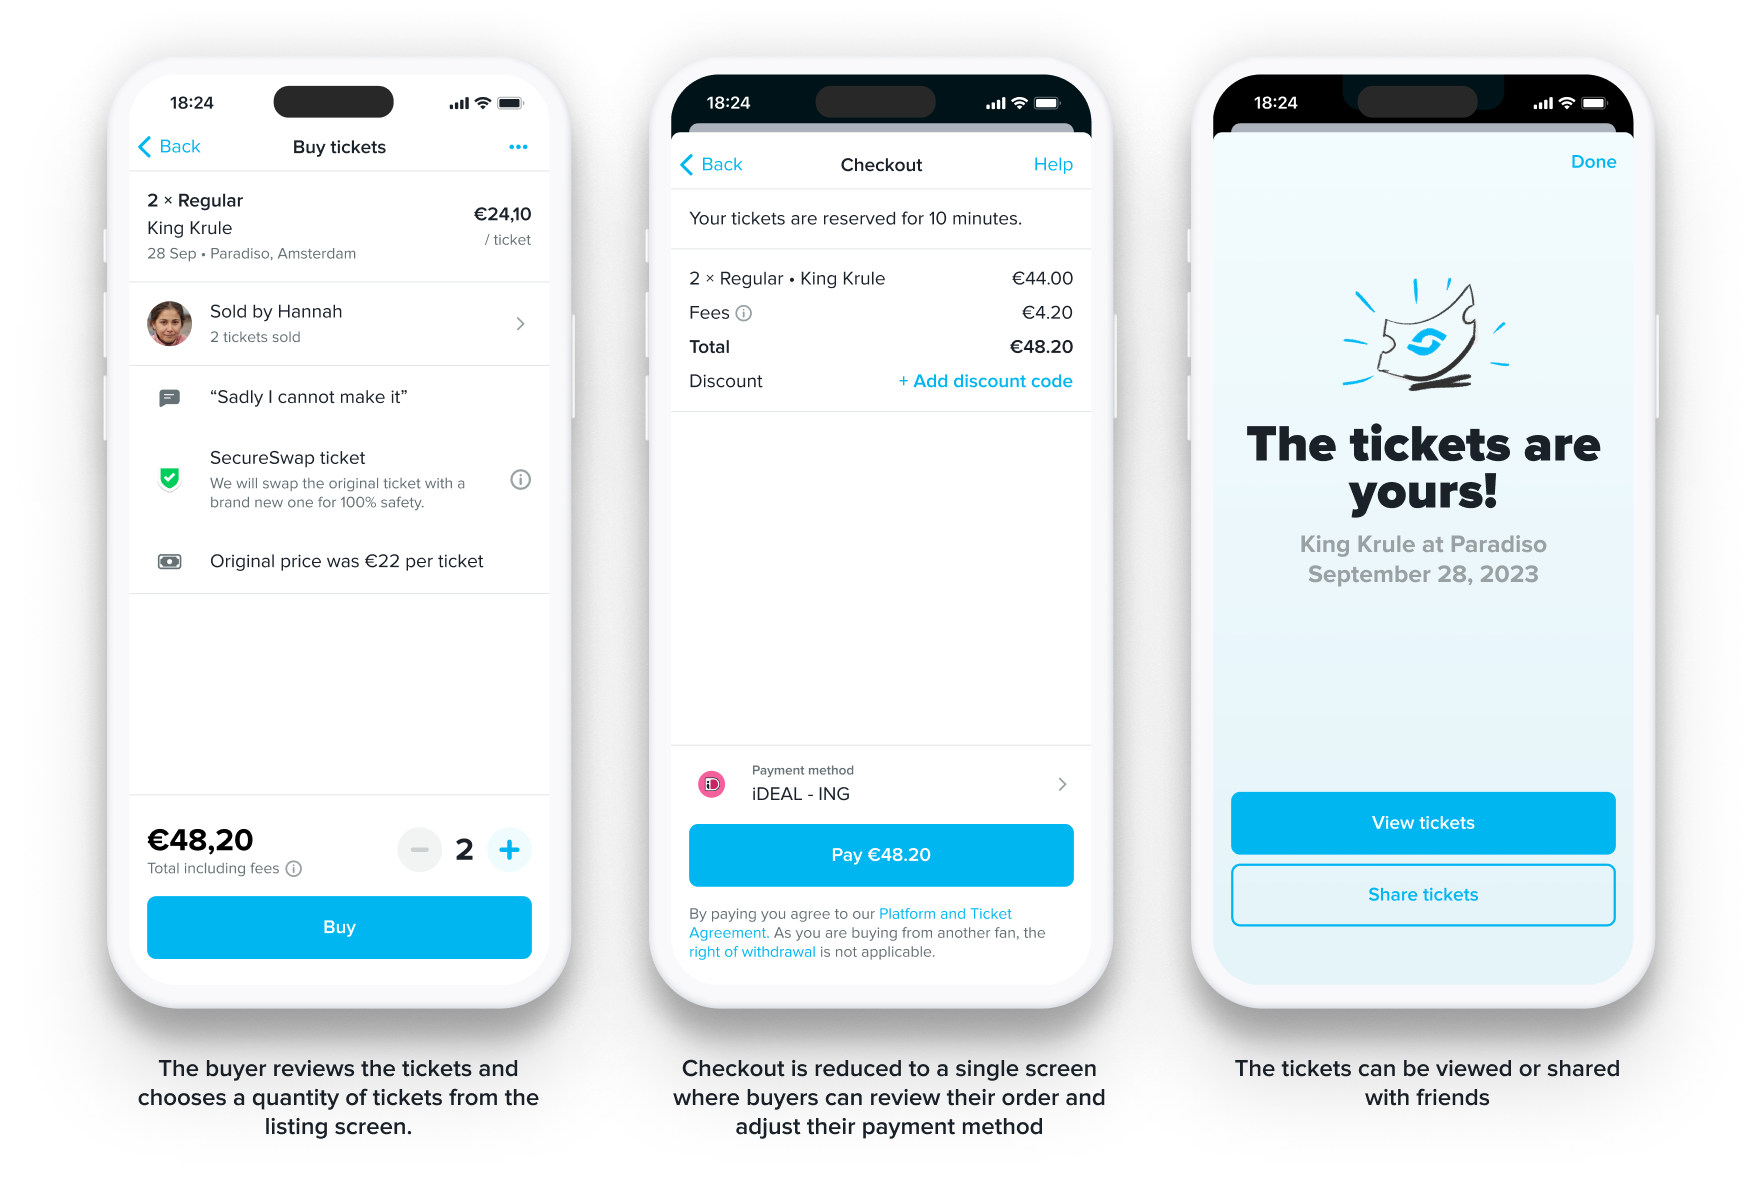 18:24
Back
Buy tickets
2 × Regular
King Krule
28 Sep • Paradiso, Amsterdam
€24,10
/ ticket
Sold by Hannah
2 tickets sold
“Sadly I cannot make it”
SecureSwap ticket
We will swap the original ticket with a
brand new one for 100% safety.
Original price was €22 per ticket
€48,20
Total including fees
2
Buy
The buyer reviews the tickets and
chooses a quantity of tickets from the
listing screen.
18:24
Back
Checkout
Help
Your tickets are reserved for 10 minutes.
2 × Regular • King Krule €44.00
Fees €4.20
Total €48.20
Discount + Add discount code
Payment method
iDEAL - ING
Pay €48.20
By paying you agree to our Platform and Ticket
Agreement. As you are buying from another fan, the
right of withdrawal is not applicable.
Checkout is reduced to a single screen
where buyers can review their order and
adjust their payment method
18:24
Done
The tickets are
yours!
King Krule at Paradiso
September 28, 2023
View tickets
Share tickets
The tickets can be viewed or shared
with friends